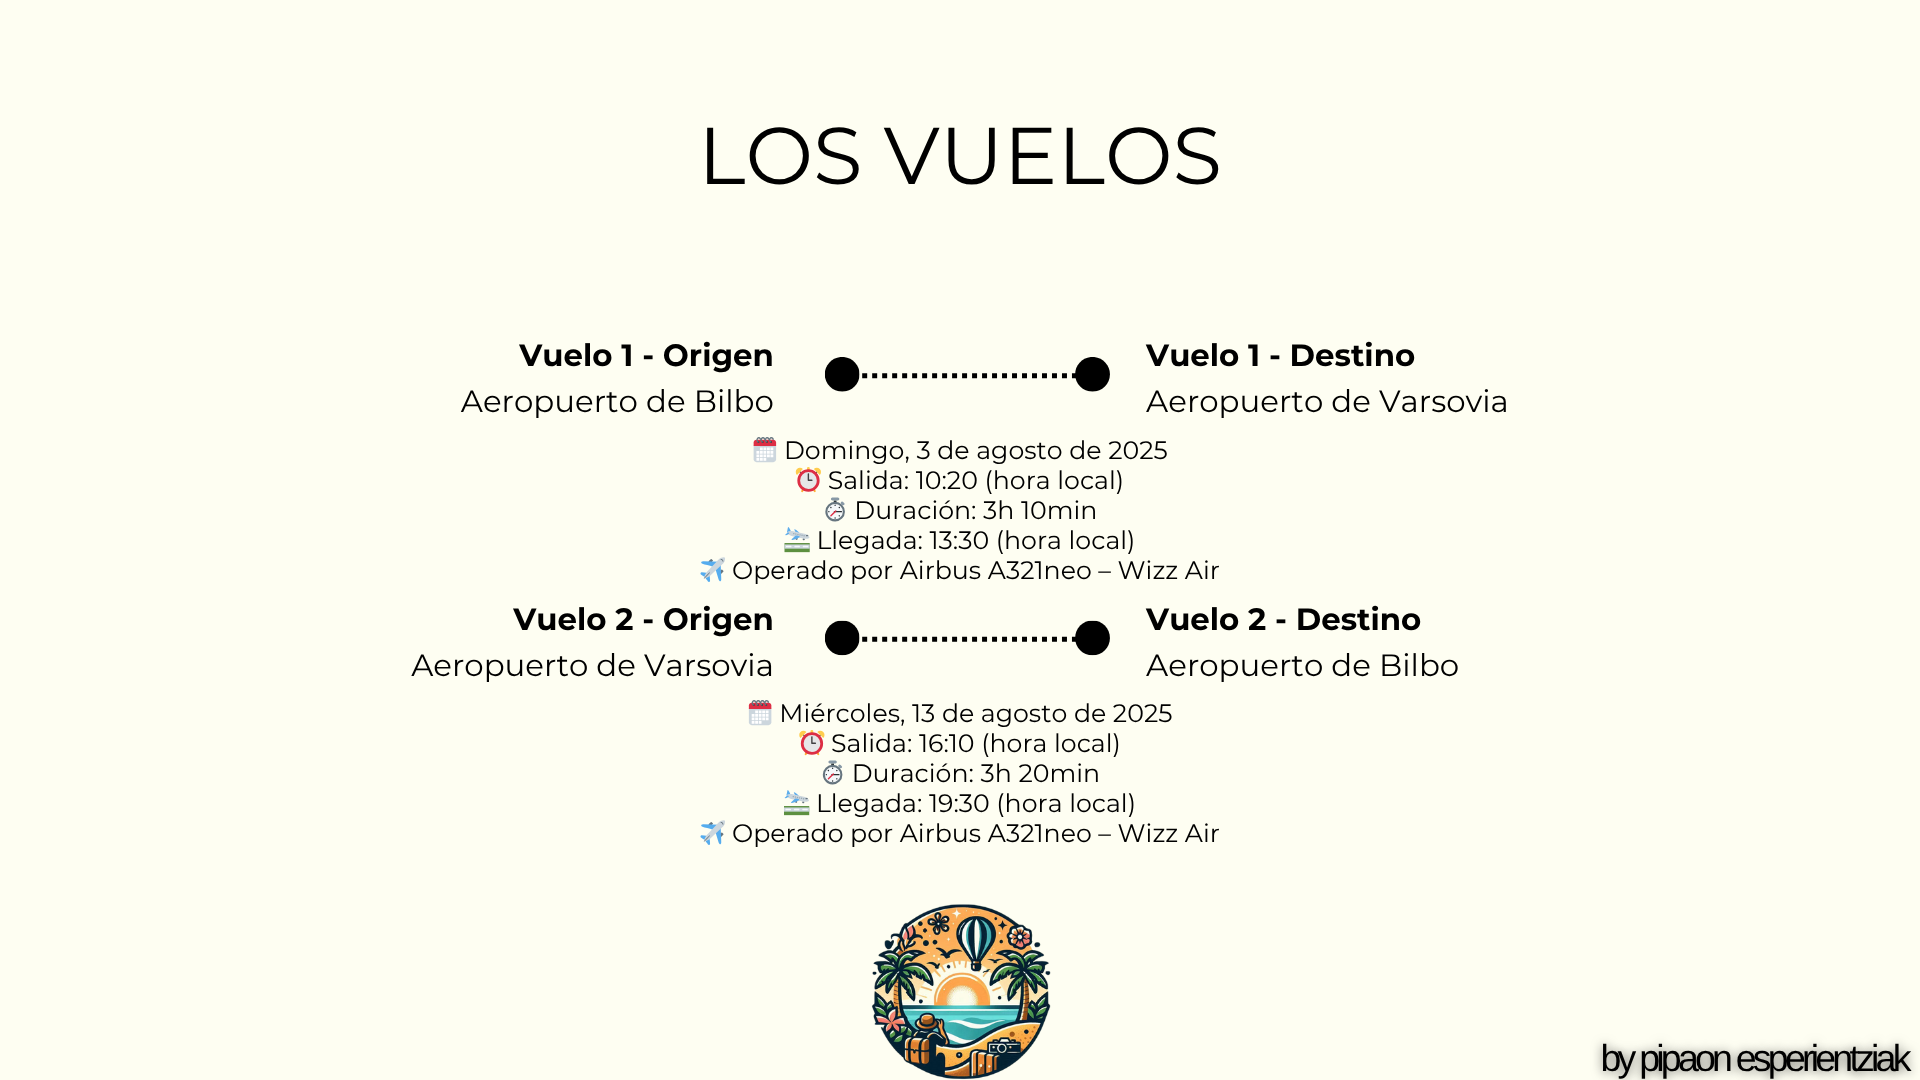 LOS VUELOS
Vuelo 1 - Origen
Aeropuerto de Bilbo
Vuelo 1 - Destino
Aeropuerto de Varsovia
Domingo, 3 de agosto de 2025
Salida: 10:20 (hora local)
Duración: 3h 10min
Llegada: 13:30 (hora local)
Operado por Airbus A321neo – Wizz Air
Vuelo 2 - Origen
Aeropuerto de Varsovia
Vuelo 2 - Destino
Aeropuerto de Bilbo
Miércoles, 13 de agosto de 2025
Salida: 16:10 (hora local)
Duración: 3h 20min
Llegada: 19:30 (hora local)
Operado por Airbus A321neo – Wizz Air
by pipaon esperientziak